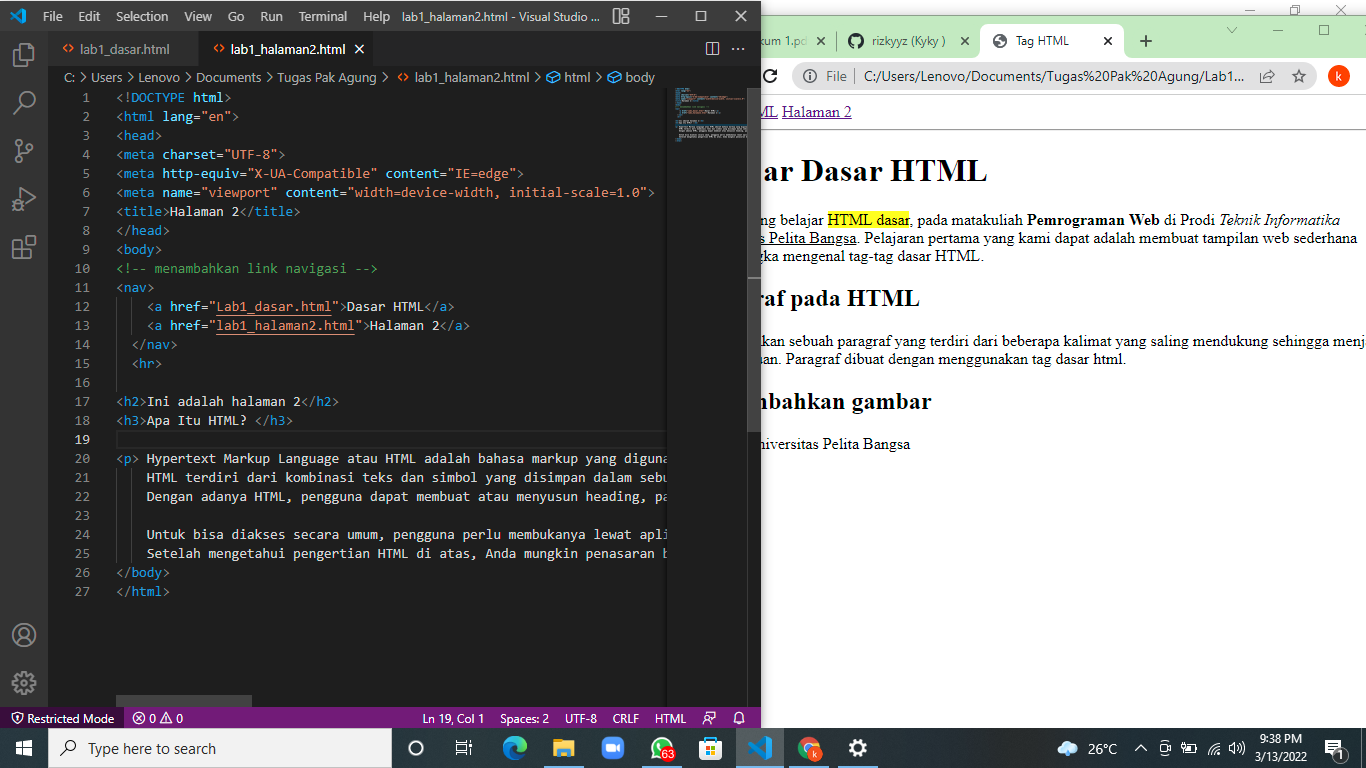 File Edit Selection View Go Run Terminal Help lab1_halaman2.html - Visual Studio ...
lab1_dasar.html lab1_halaman2.html
C: > Users > Lenovo > Documents > Tugas Pak Agung > lab1_halaman2.html > html > body
1 <!DOCTYPE html>
2 <html lang="en">
3 <head>
4 <meta charset="UTF-8">
5 <meta http-equiv="X-UA-Compatible" content="IE=edge">
6 <meta name="viewport" content="width=device-width, initial-scale=1.0">
7 <title>Halaman 2</title>
8 </head>
9 <body>
10 <!-- menambahkan link navigasi -->
11 <nav>
12 <a href="Lab1_dasar.html">Dasar HTML</a>
13 <a href="lab1_halaman2.html">Halaman 2</a>
14 </nav>
15 <hr>
16
17 <h2>Ini adalah halaman 2</h2>
18 <h3>Apa Itu HTML? </h3>
19
20 <p> Hypertext Markup Language atau HTML adalah bahasa markup yang diguna
21 HTML terdiri dari kombinasi teks dan simbol yang disimpan dalam sebu
22 Dengan adanya HTML, pengguna dapat membuat atau menyusun heading, pa
23
24 Untuk bisa diakses secara umum, pengguna perlu membukanya lewat apli
25 Setelah mengetahui pengertian HTML di atas, Anda mungkin penasaran b
26 </body>
27 </html>
Restricted Mode 0 0 Ln 19, Col 1 Spaces: 2 UTF-8 CRLF HTML
kum 1.pd rizkyyz (Kyky ) Tag HTML
File C:/Users/Lenovo/Documents/Tugas%20Pak%20Agung/Lab1... k
ML Halaman 2
ar Dasar HTML
ng belajar HTML dasar, pada matakuliah Pemrograman Web di Prodi Teknik Informatika
s Pelita Bangsa. Pelajaran pertama yang kami dapat adalah membuat tampilan web sederhana
gka mengenal tag-tag dasar HTML.
raf pada HTML
kan sebuah paragraf yang terdiri dari beberapa kalimat yang saling mendukung sehingga menj
uan. Paragraf dibuat dengan menggunakan tag dasar html.
mbahkan gambar
niversitas Pelita Bangsa
Type here to search 63 k 26°C 9:38 PM
3/13/2022 1